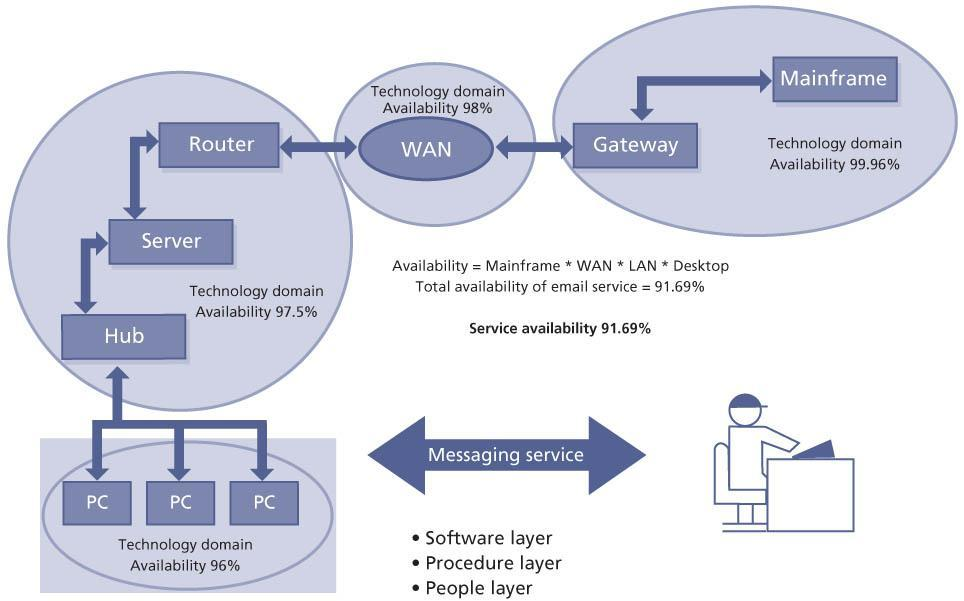 Technology domain
Availability 98%
Mainframe
Router
WAN
Gateway
Technology domain
Availability 99.96%
Server
Availability = Mainframe * WAN * LAN * Desktop
Total availability of email service = 91.69%
Technology domain
Availability 97.5%
Service availability 91.69%
Hub
Messaging service
PC
PC
PC
Technology domain
Availability 96%
• Software layer
• Procedure layer
• People layer